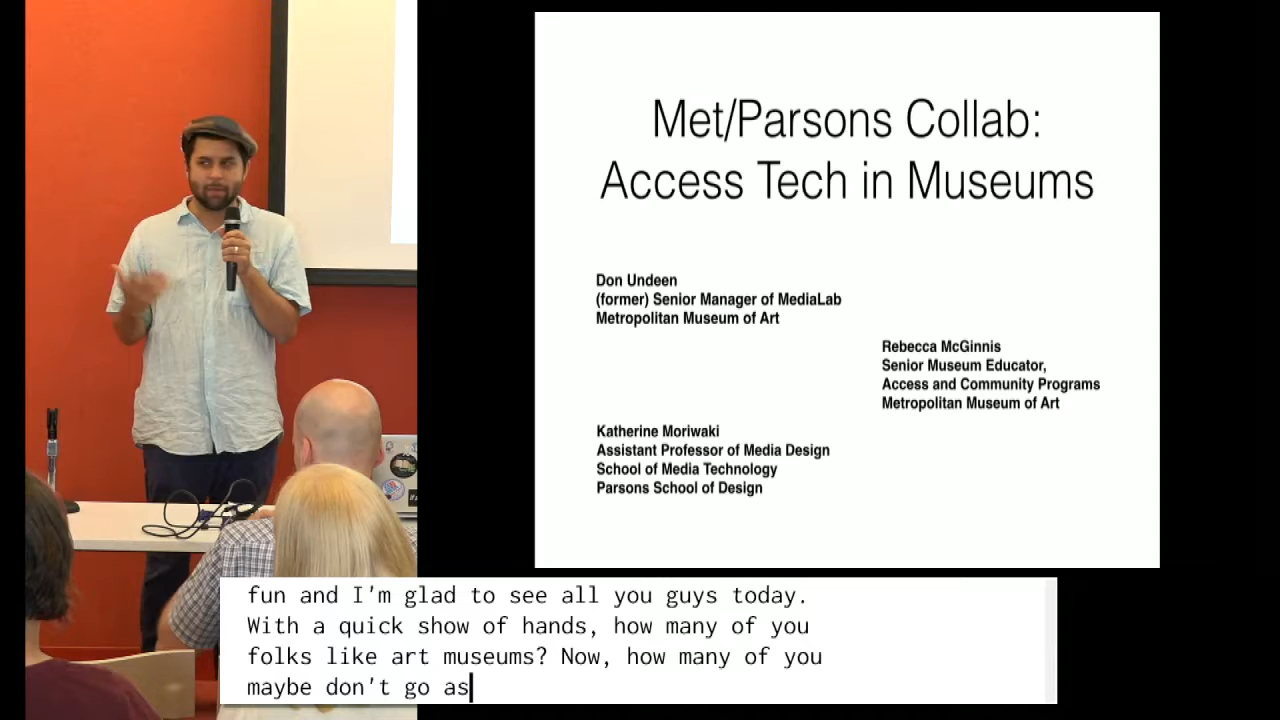 Met/Parsons Collab:
Access Tech in Museums
Don Undeen
(former) Senior Manager of MediaLab
Metropolitan Museum of Art
Rebecca McGinnis
Senior Museum Educator,
Access and Community Programs
Metropolitan Museum of Art
Katherine Moriwaki
Assistant Professor of Media Design
School of Media Technology
Parsons School of Design
fun and I'm glad to see all you guys today.
With a quick show of hands, how many of you
folks like art museums? Now, how many of you
maybe don't go as